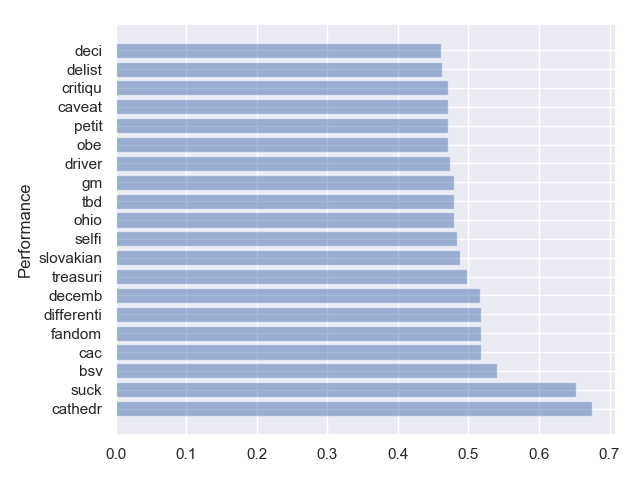 deci
delist
critiqu
caveat
petit
obe
driver
gm
tbd
ohio
selfi
slovakian
treasuri
decemb
differenti
fandom
cac
bsv
suck
cathedr
Performance
0.0 0.1 0.2 0.3 0.4 0.5 0.6 0.7